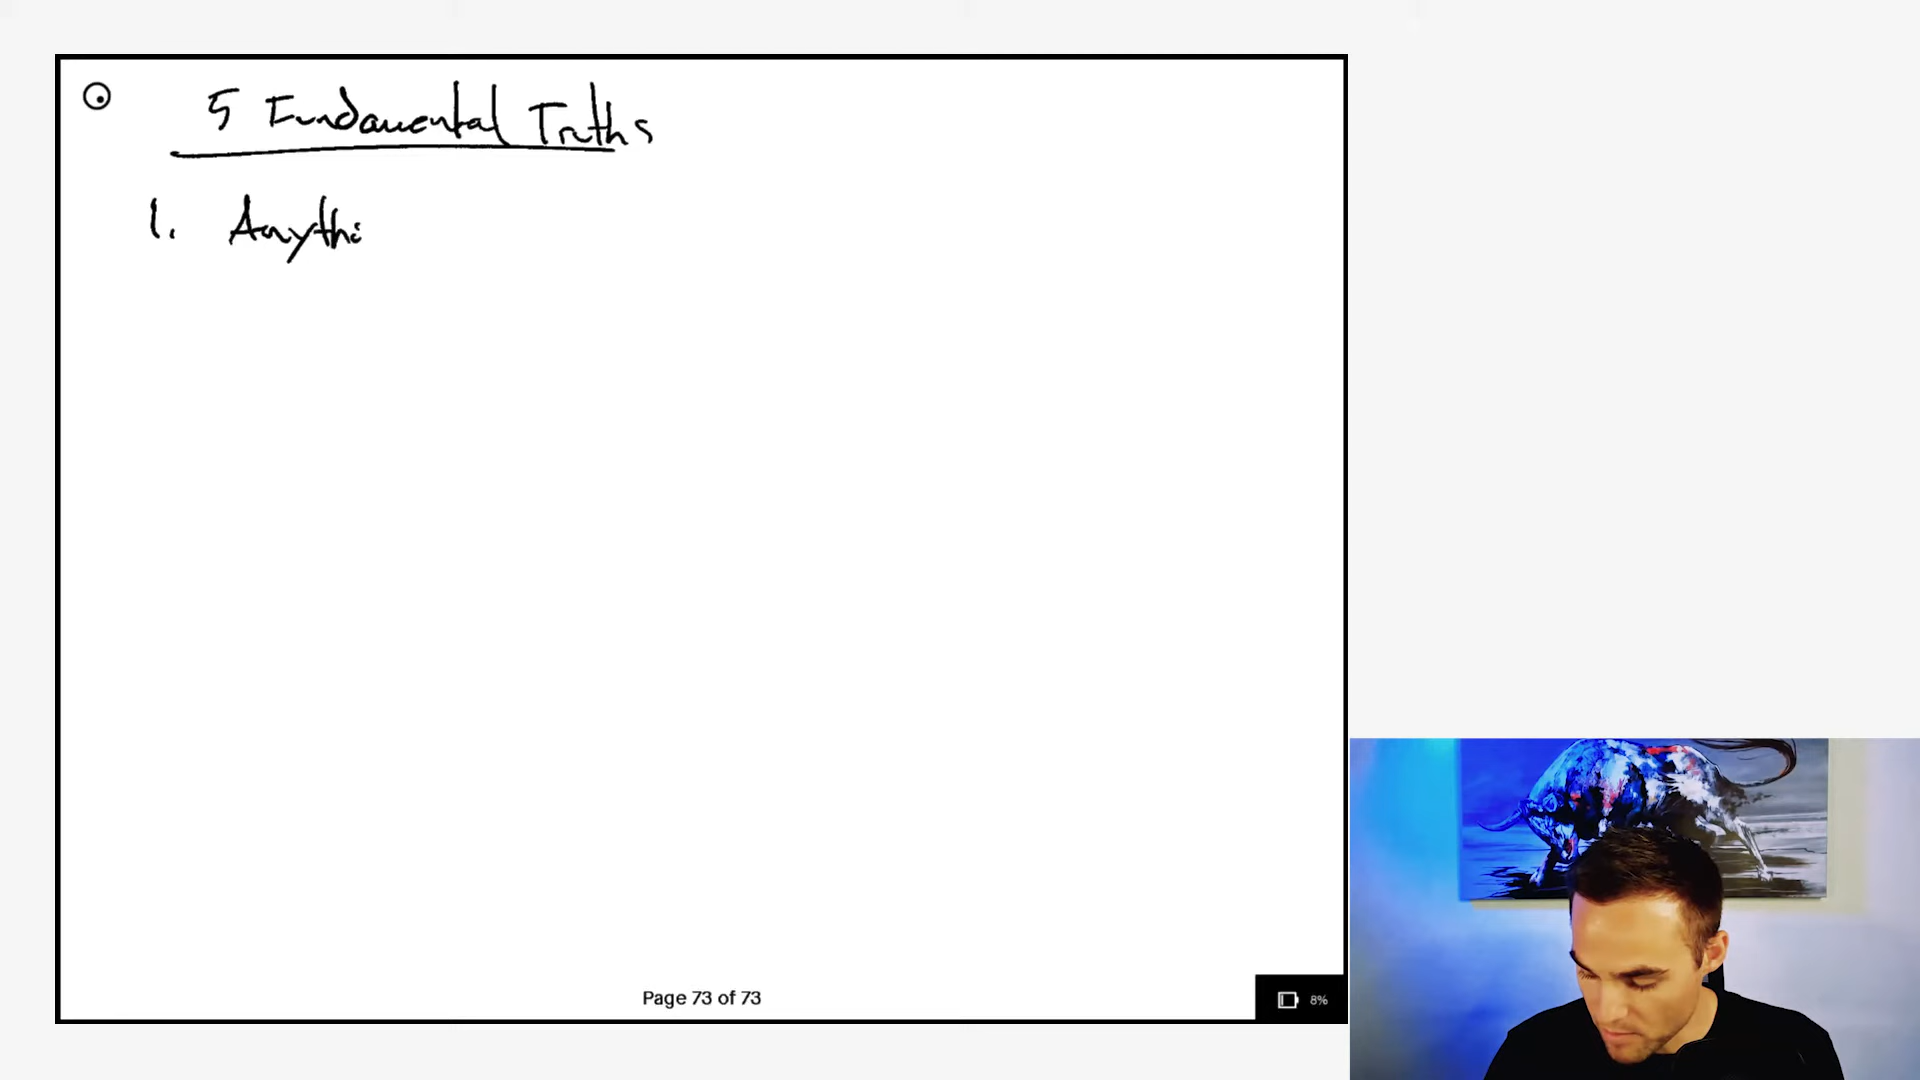 5 Fundamental Truths
1. Anythi
Page 73 of 73
8%